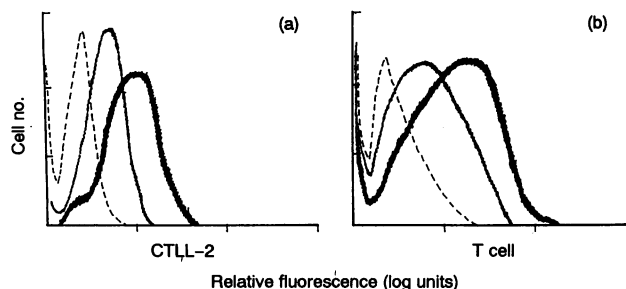 (a)
(b)
Cell no.
CTLL–2
T cell
Relative fluorescence (log units)